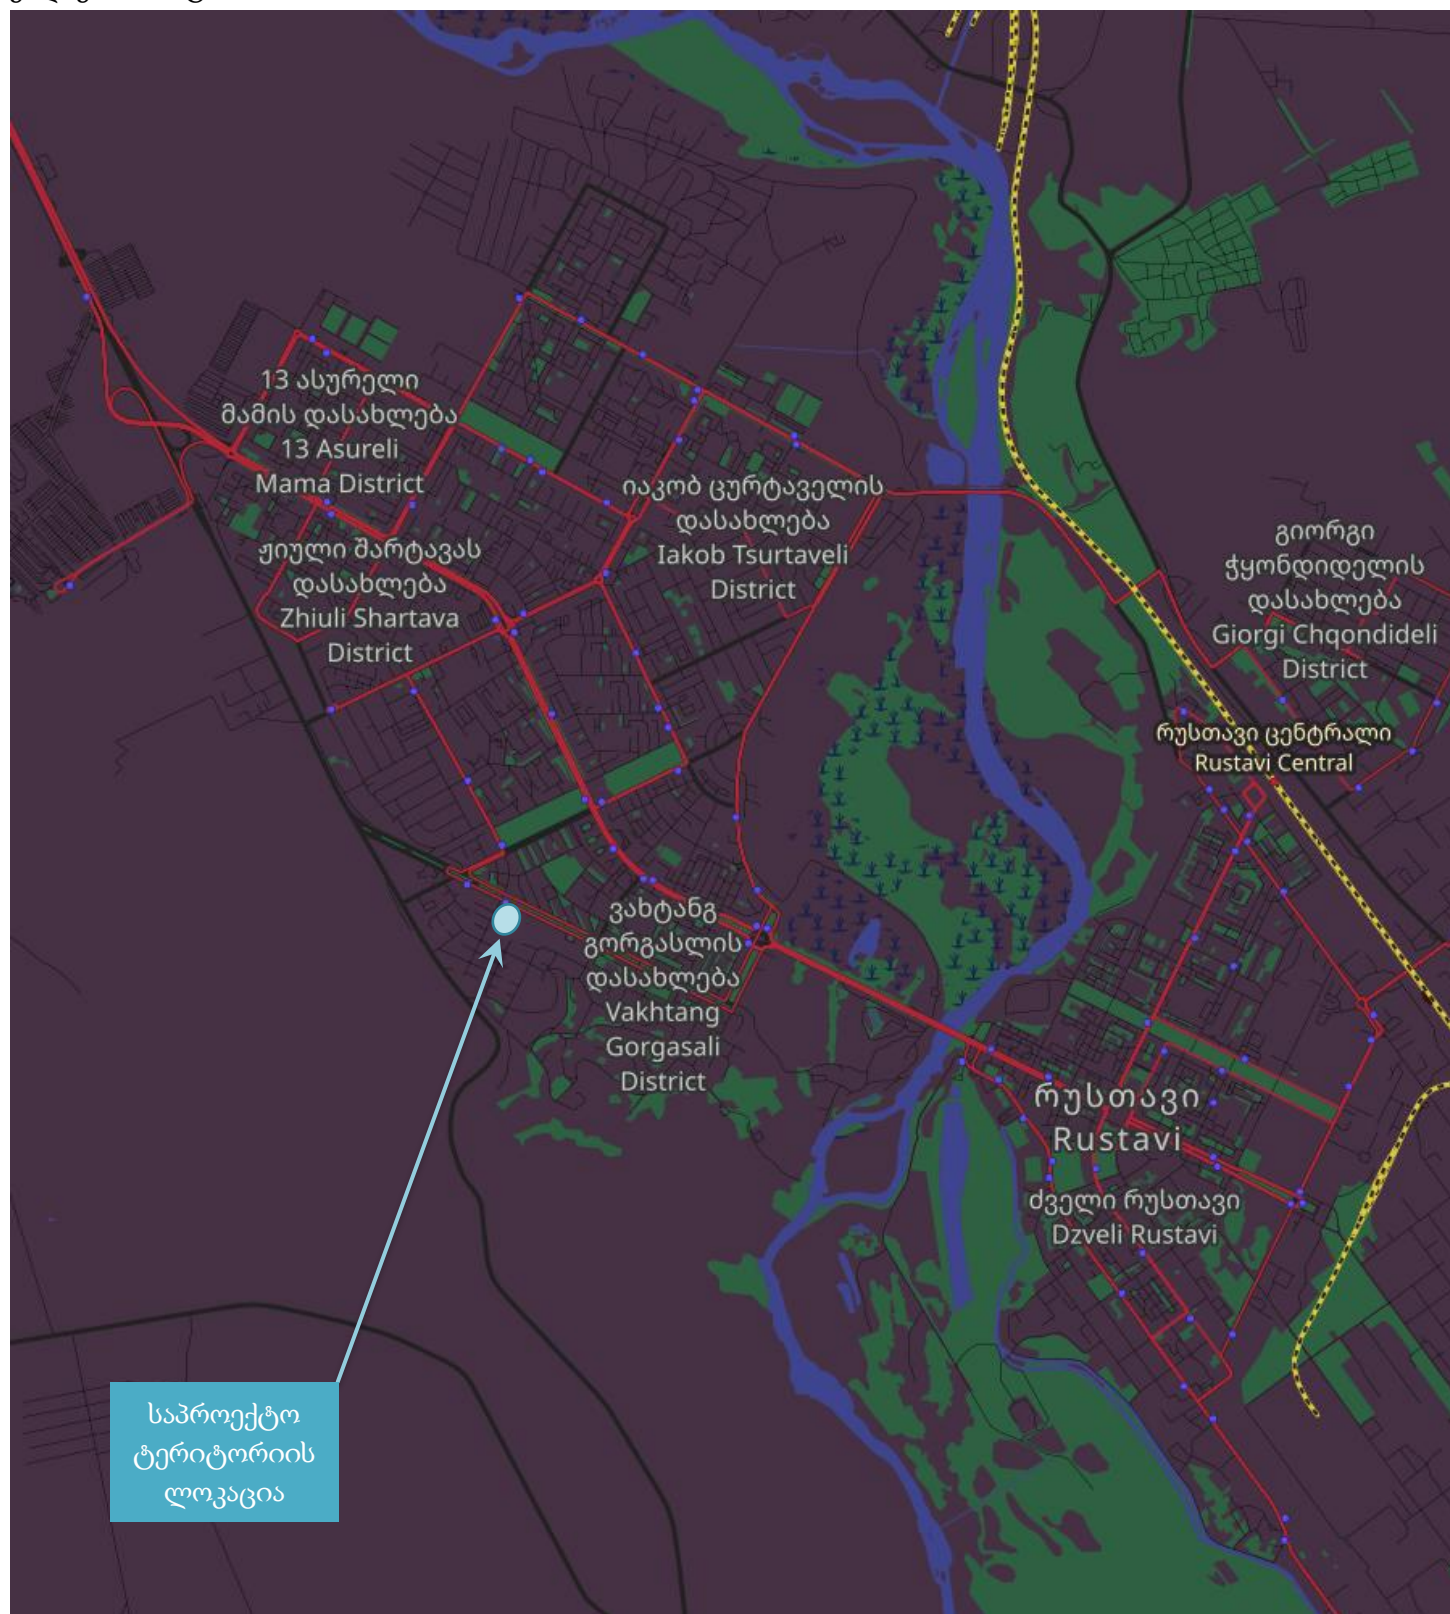 13 ასურელი
მამის დასახლება
13 Asureli
Mama District
იაკობ ცურტაველის
დასახლება
Iakob Tsurtaveli
District
ჟიული შარტავას
დასახლება
Zhiuli Shartava
District
გიორგი
ჭყონდიდელის
დასახლება
Giorgi Chqondideli
District
რუსთავი ცენტრალი
Rustavi Central
ვახტანგ
გორგასლის
დასახლება
Vakhtang
Gorgasali
District
რუსთავი
Rustavi
ძველი რუსთავი
Dzveli Rustavi
საპროექტო
ტერიტორიის
ლოკაცია